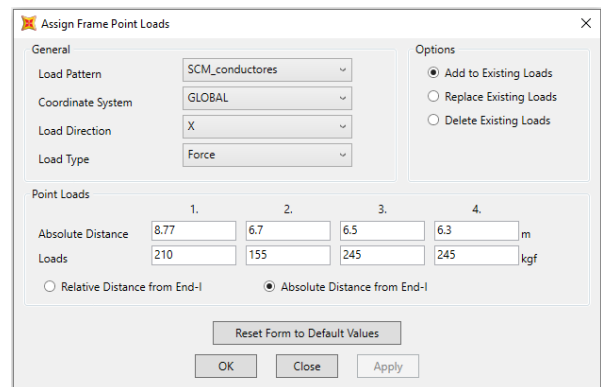 Assign Frame Point Loads
General
Load Pattern SCM_conductores
Coordinate System GLOBAL
Load Direction X
Load Type Force
Options
Add to Existing Loads
Replace Existing Loads
Delete Existing Loads
Point Loads
1. 2. 3. 4.
Absolute Distance 8.77 6.7 6.5 6.3 m
Loads 210 155 245 245 kgf
Relative Distance from End-I Absolute Distance from End-I
Reset Form to Default Values
OK Close Apply